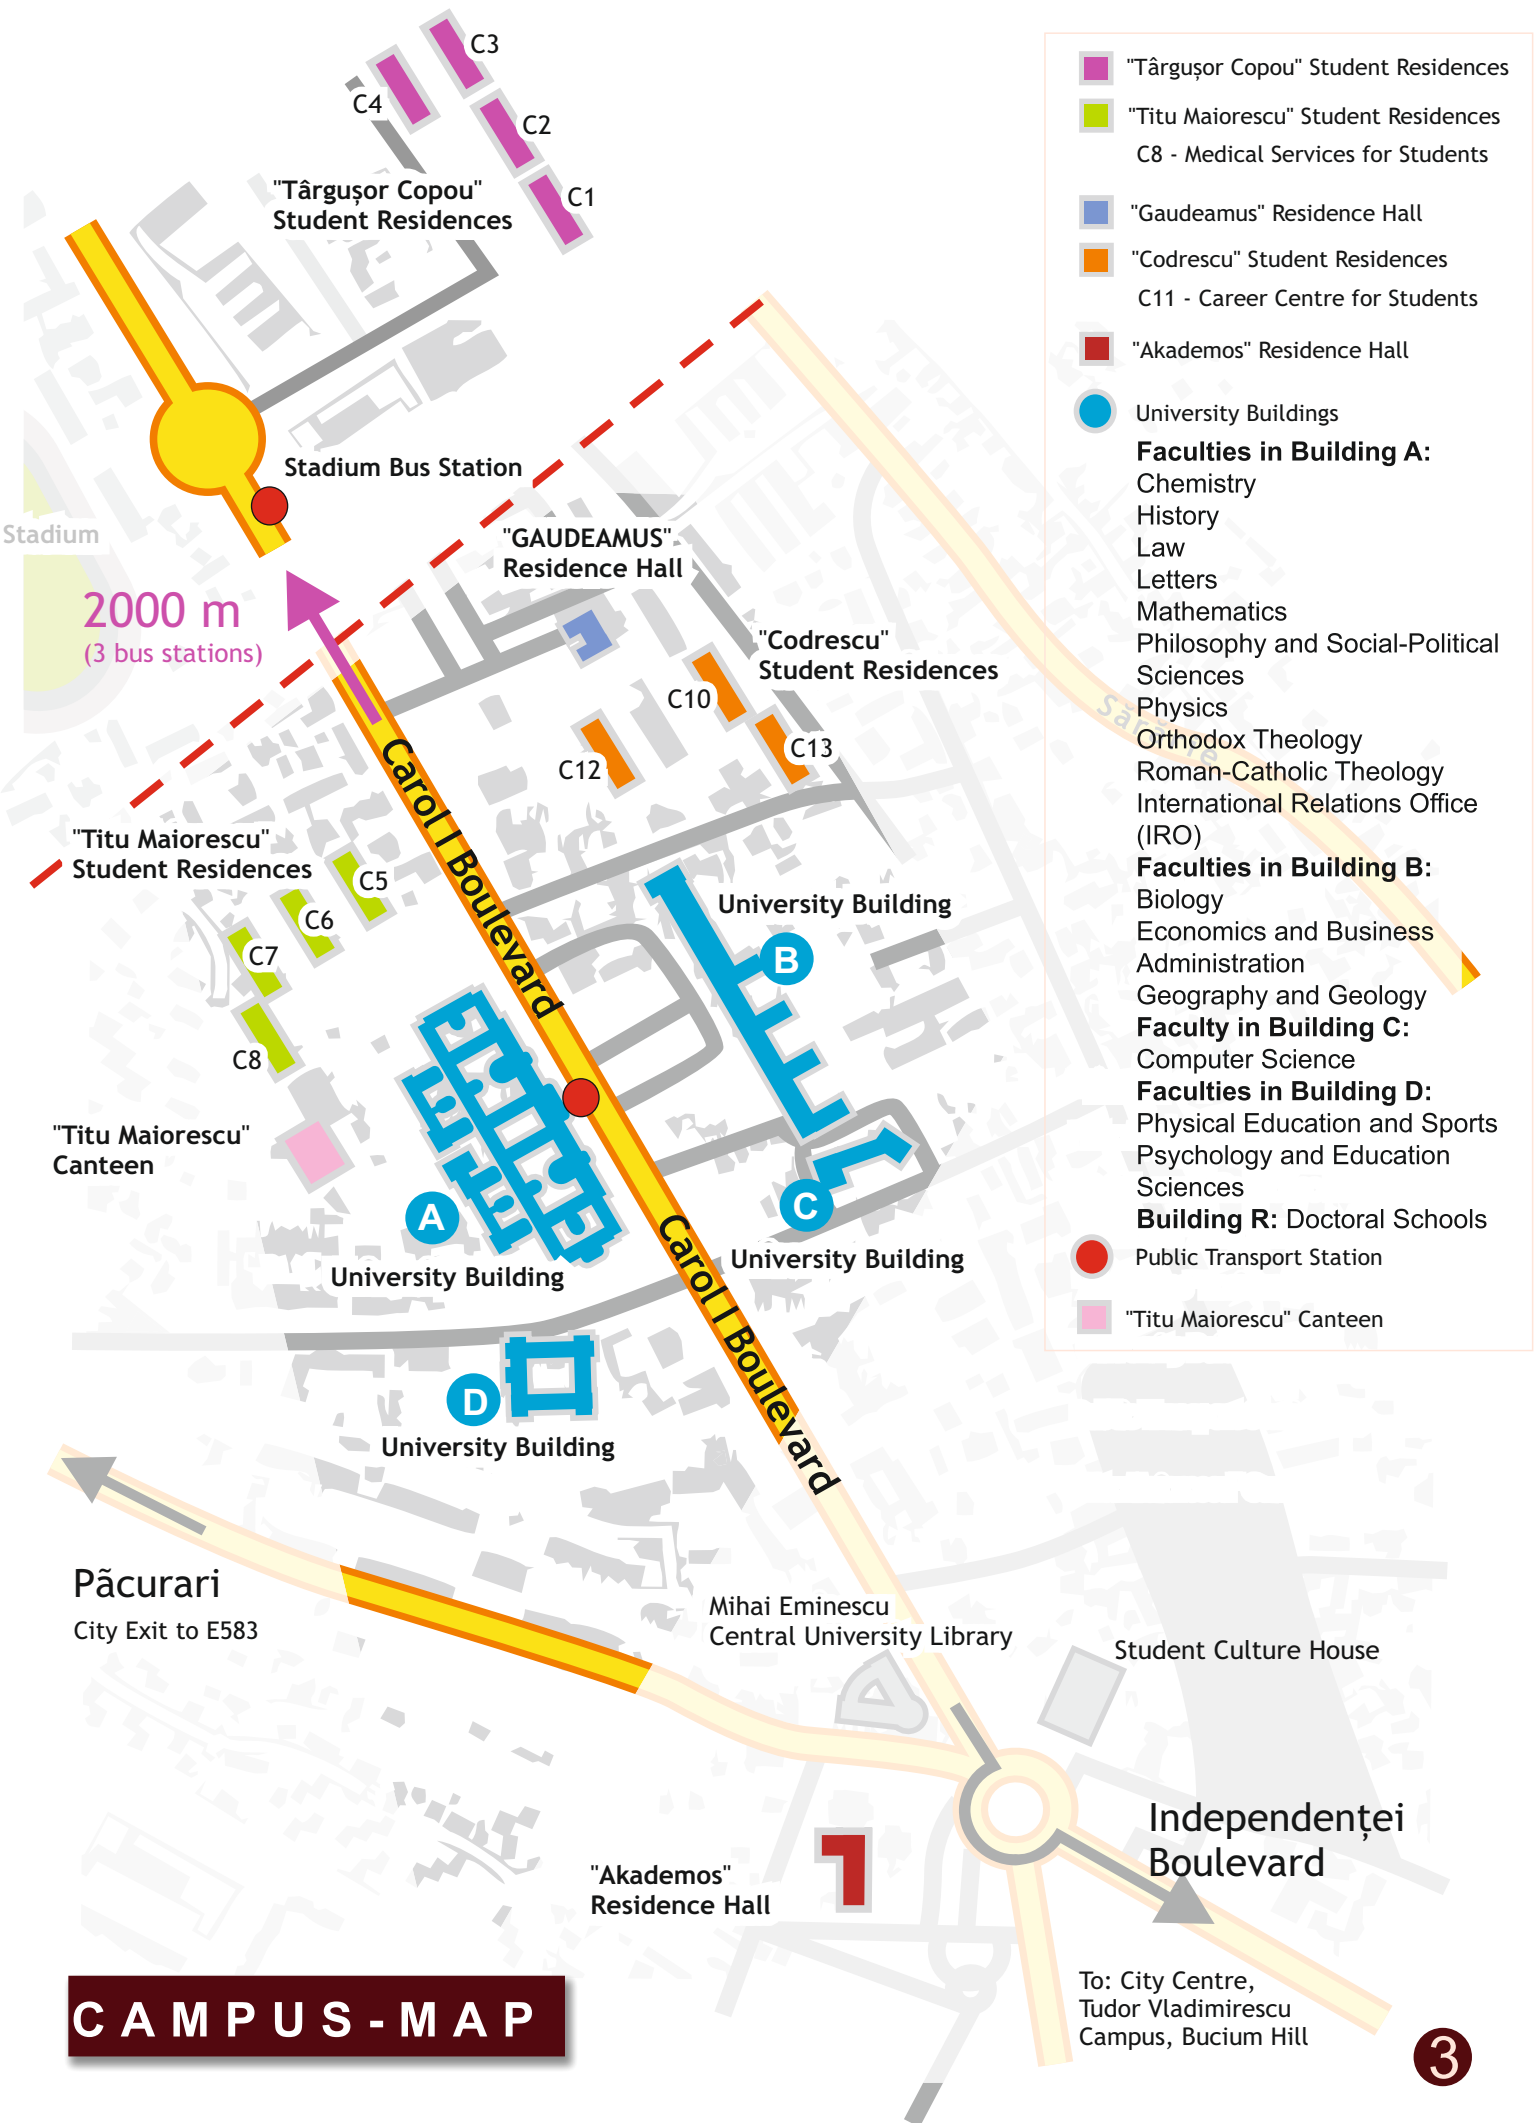 C3
C4
C2
C1
"Târgușor Copou"
Student Residences
Stadium Bus Station
Stadium
"GAUDEAMUS"
Residence Hall
2000 m
(3 bus stations)
"Codrescu"
Student Residences
C10
C13
C12
Carol I Boulevard
"Titu Maiorescu"
Student Residences
C5
C6
C7
C8
University Building
B
"Titu Maiorescu"
Canteen
A
University Building
C
University Building
Carol I Boulevard
D
University Building
Pãcurari
City Exit to E583
Mihai Eminescu
Central University Library
Student Culture House
Independenței
Boulevard
"Akademos"
Residence Hall
To: City Centre,
Tudor Vladimirescu
Campus, Bucium Hill
CAMPUS-MAP
3
"Târgușor Copou" Student Residences
"Titu Maiorescu" Student Residences
C8 - Medical Services for Students
"Gaudeamus" Residence Hall
"Codrescu" Student Residences
C11 - Career Centre for Students
"Akademos" Residence Hall
University Buildings
Faculties in Building A:
Chemistry
History
Law
Letters
Mathematics
Philosophy and Social-Political
Sciences
Physics
Orthodox Theology
Roman-Catholic Theology
International Relations Office
(IRO)
Faculties in Building B:
Biology
Economics and Business
Administration
Geography and Geology
Faculty in Building C:
Computer Science
Faculties in Building D:
Physical Education and Sports
Psychology and Education
Sciences
Building R: Doctoral Schools
Public Transport Station
"Titu Maiorescu" Canteen